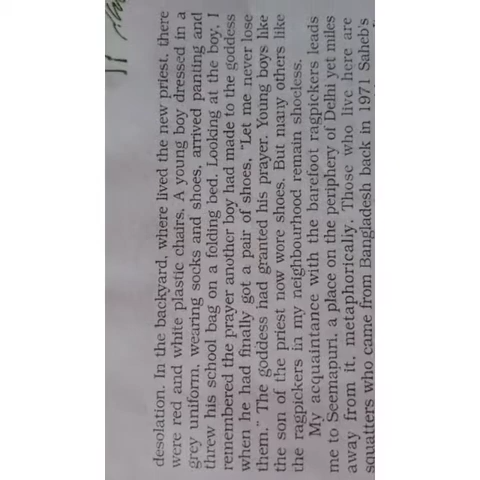 desolation. In the backyard, where lived the new priest, there
were red and white plastic chairs. A young boy dressed in a
grey uniform, wearing socks and shoes, arrived panting and
threw his school bag on a folding bed. Looking at the boy, I
remembered the prayer another boy had made to the goddess
when he had finally got a pair of shoes, "Let me never lose
them." The goddess had granted his prayer. Young boys like
the son of the priest now wore shoes. But many others like
the ragpickers in my neighbourhood remain shoeless.
My acquaintance with the barefoot ragpickers leads
me to Seemapuri, a place on the periphery of Delhi yet miles
away from it, metaphorically. Those who live here are
squatters who came from Bangladesh back in 1971 Saheb's